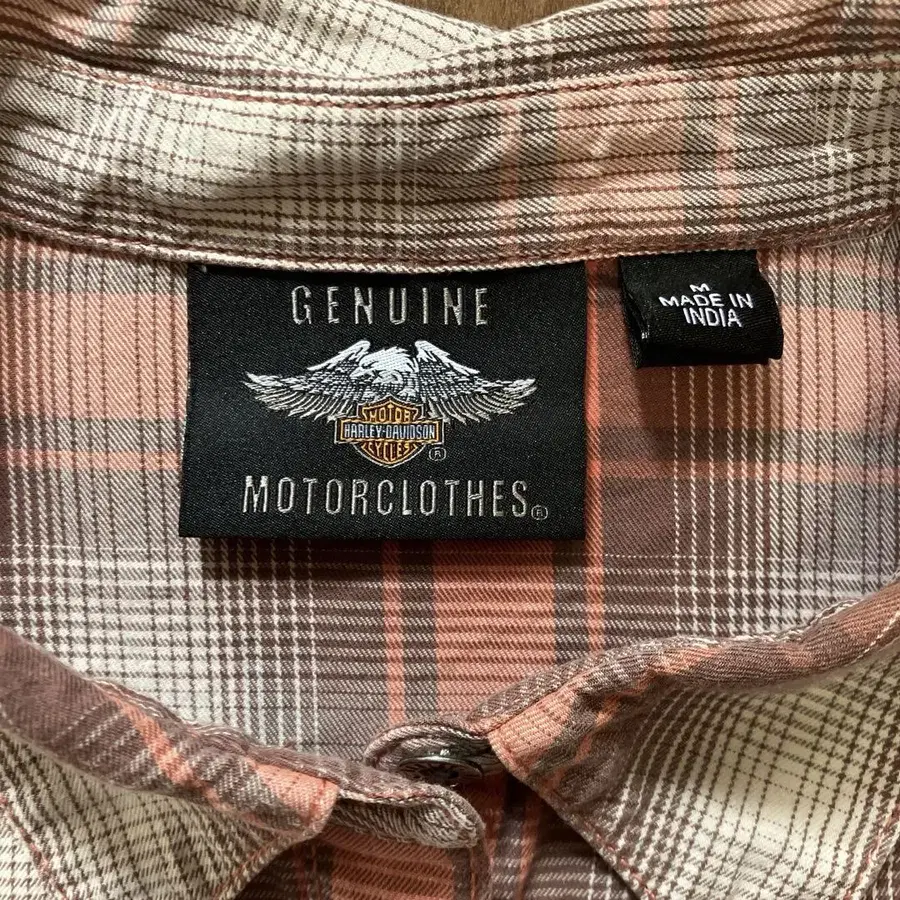 GENUINE
MOTOR
HARLEY-DAVIDSON
CYCLES
®
MOTORCLOTHES®
M
MADE IN
INDIA